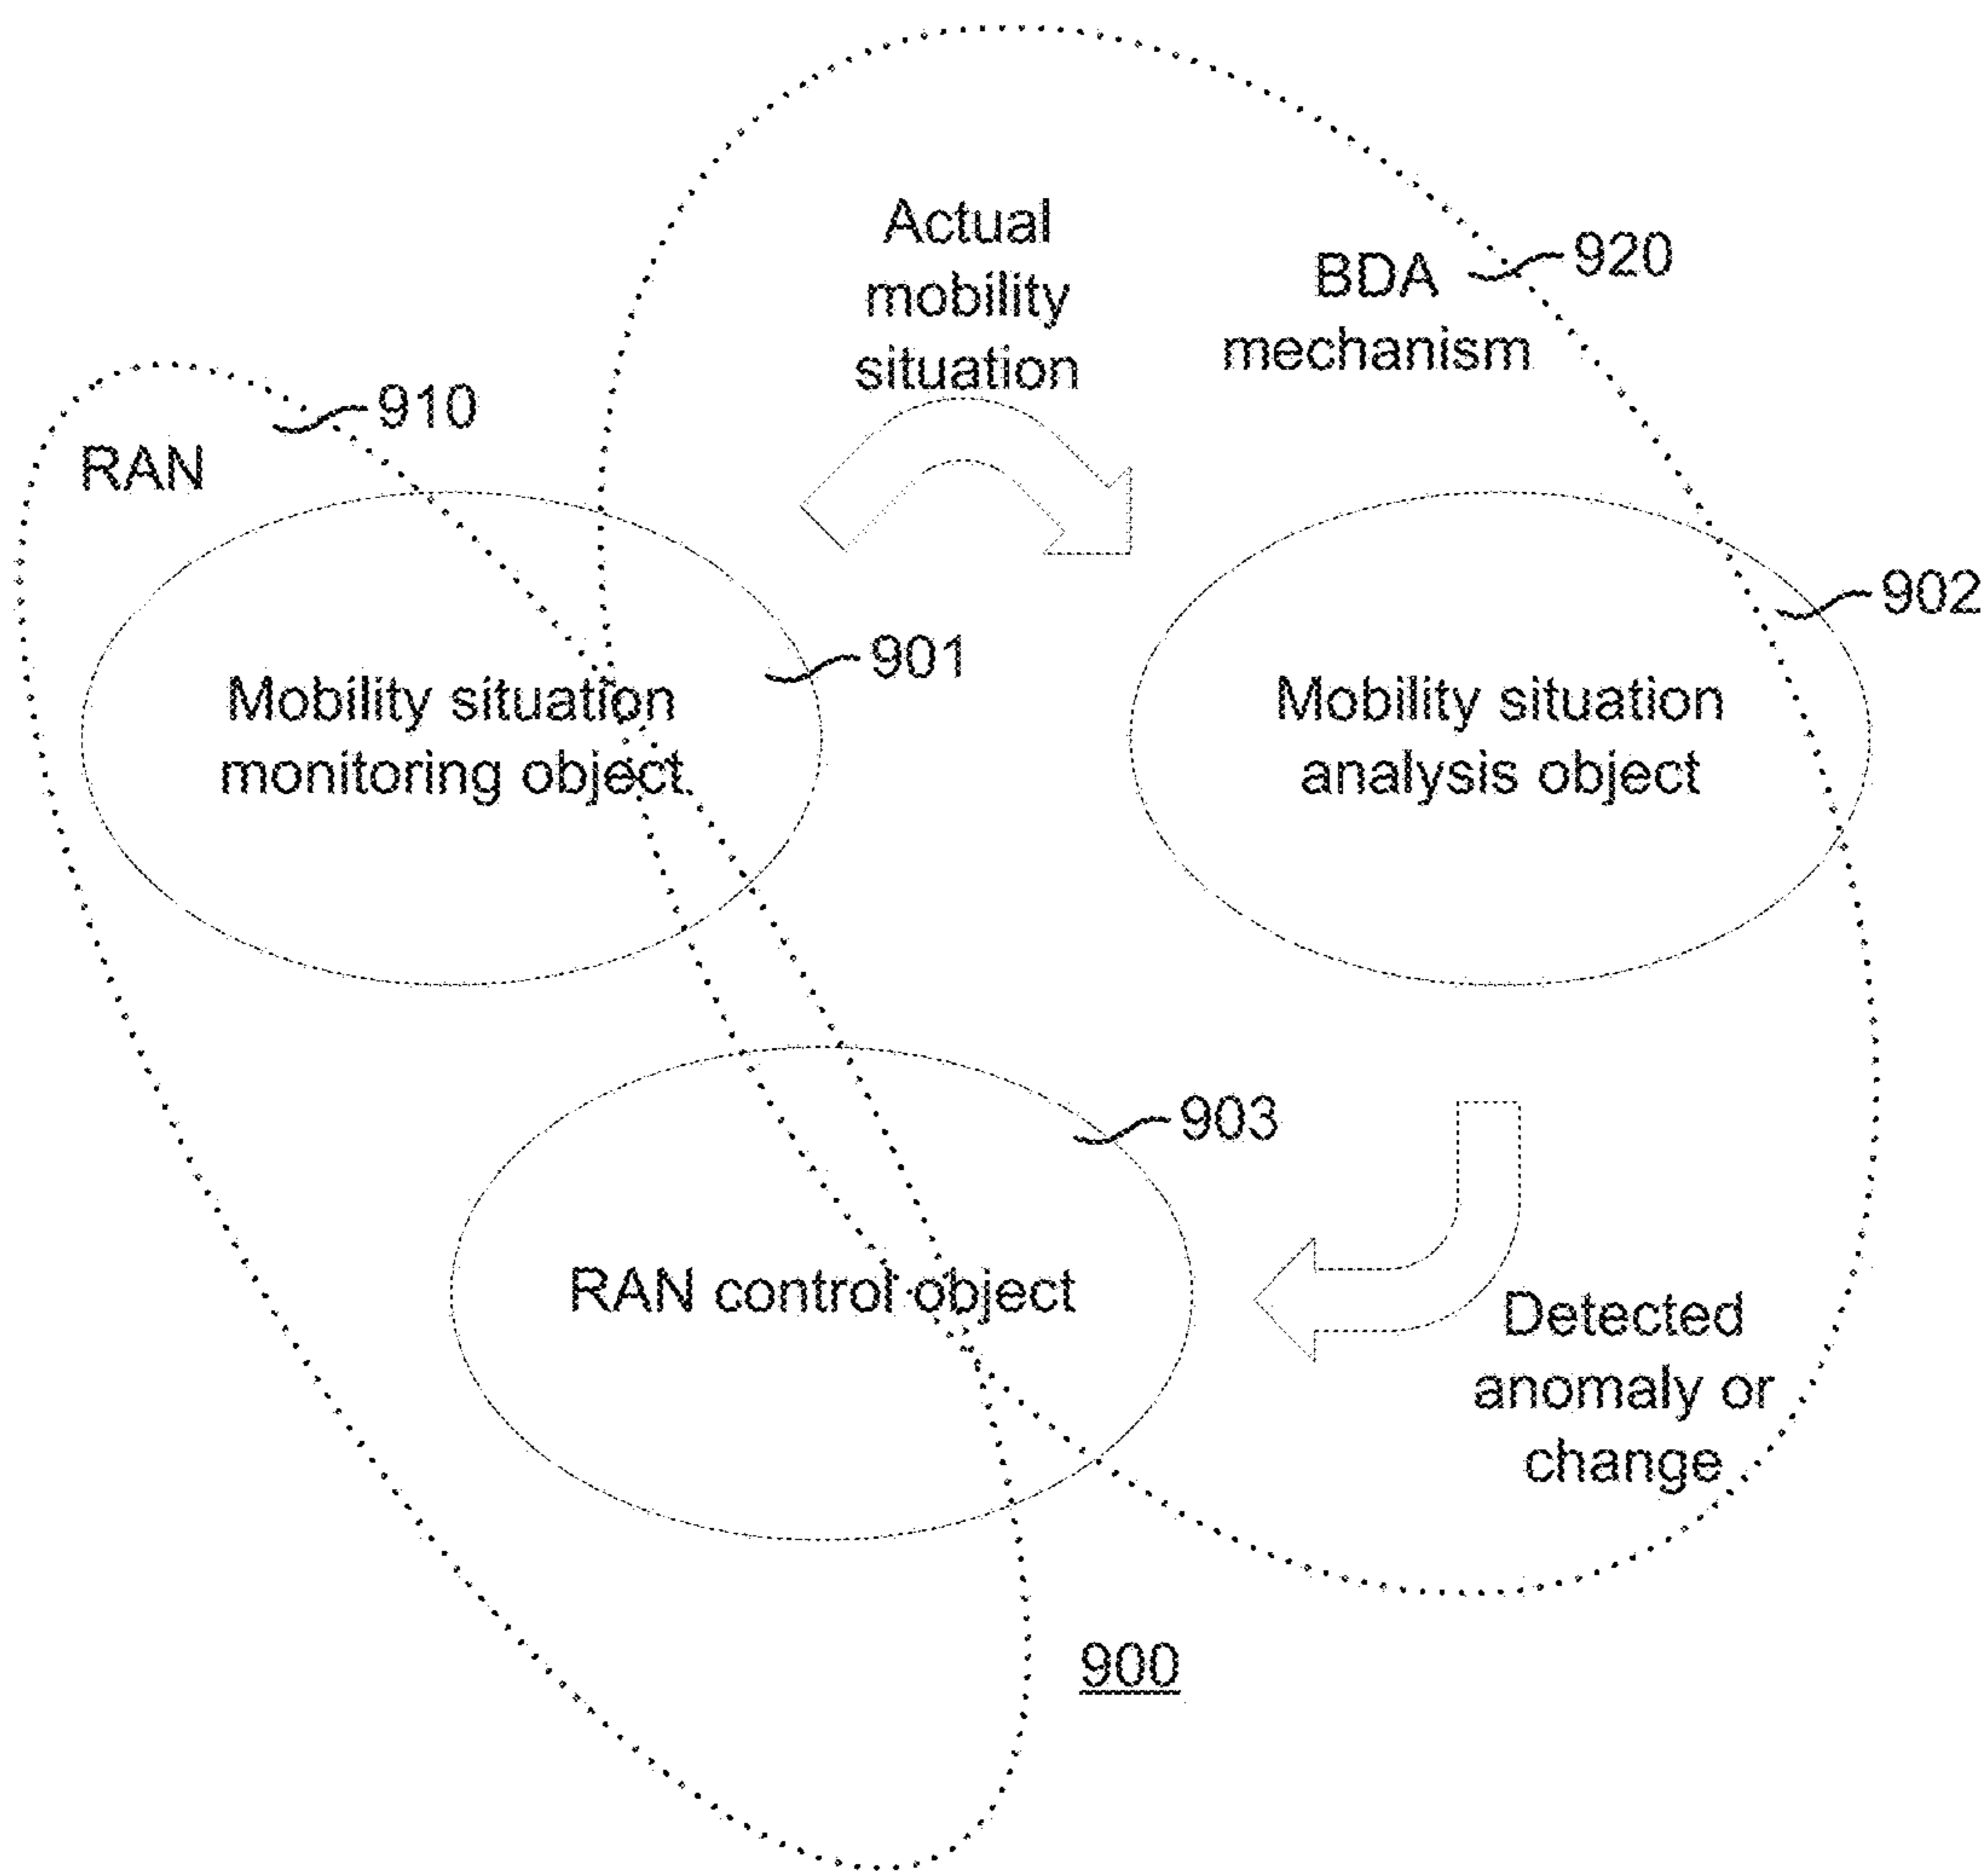 Actual
mobility
situation
BDA
mechanism
920
910
RAN
902
901
Mobility situation
monitoring object
Mobility situation
analysis object
903
RAN control object
Detected
anomaly or
change
900